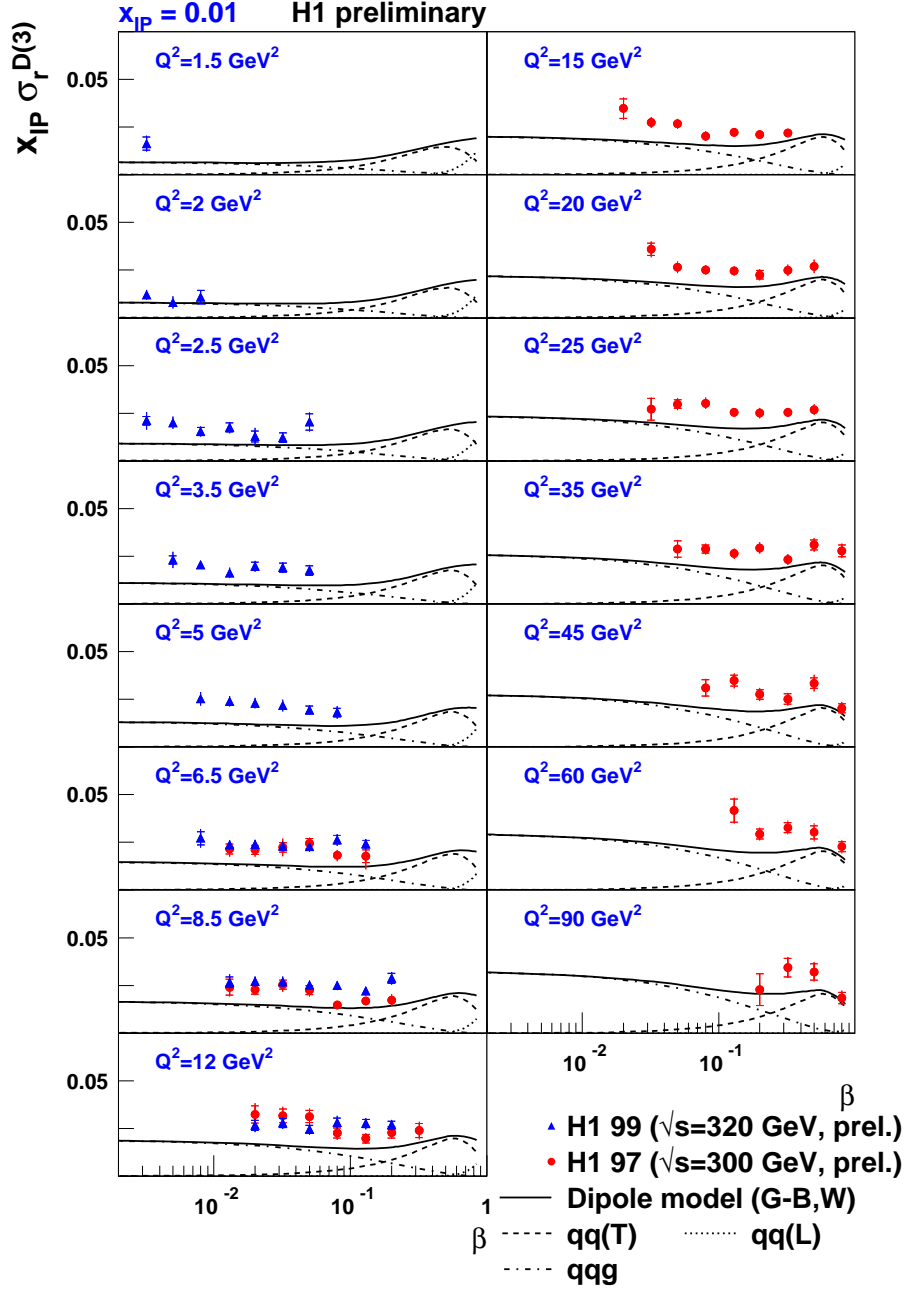 x_IP = 0.01 H1 preliminary
x_IP σ_r^D(3)
Q²=1.5 GeV²
Q²=15 GeV²
0.05
Q²=2 GeV²
Q²=20 GeV²
0.05
Q²=2.5 GeV²
Q²=25 GeV²
0.05
Q²=3.5 GeV²
Q²=35 GeV²
0.05
Q²=5 GeV²
Q²=45 GeV²
0.05
Q²=6.5 GeV²
Q²=60 GeV²
0.05
Q²=8.5 GeV²
Q²=90 GeV²
0.05
10⁻² 10⁻¹ 1
β
Q²=12 GeV²
0.05
10⁻² 10⁻¹ 1
β
H1 99 (√s=320 GeV, prel.)
H1 97 (√s=300 GeV, prel.)
Dipole model (G-B,W)
qq(T) qq(L)
qqg